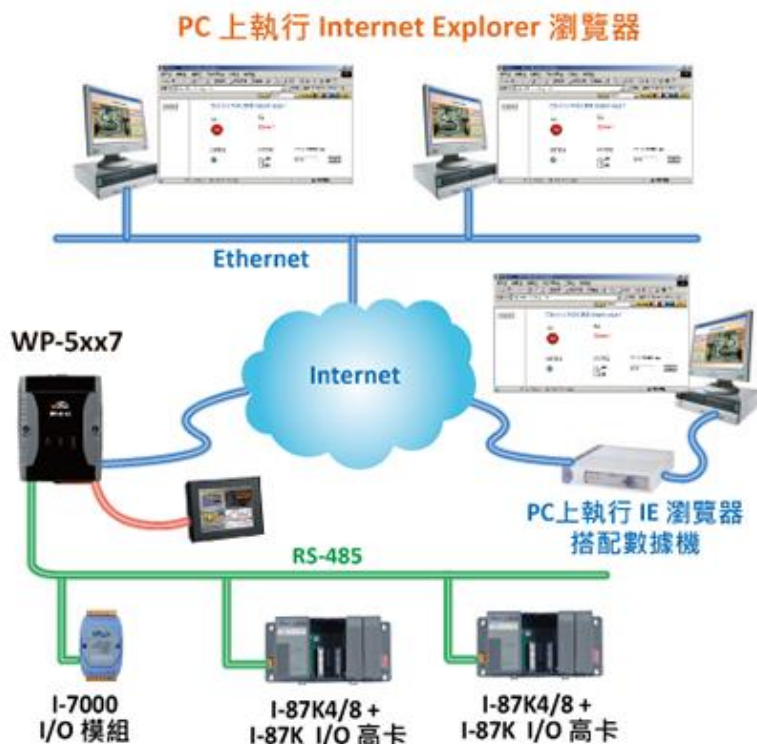 PC 上執行 Internet Explorer 瀏覽器
Ethernet
WP-5xx7
Internet
PC上執行 IE 瀏覽器
搭配數據機
RS-485
I-7000
I/O 模組
I-87K4/8 +
I-87K I/O 高卡
I-87K4/8 +
I-87K I/O 高卡